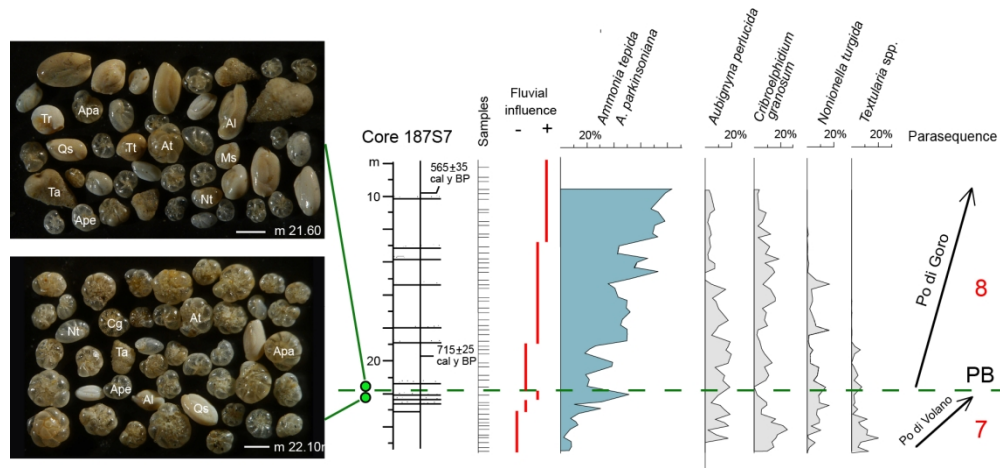 Apa
Tr
Al
Qs
Tt
At
Ms
Ta
Nt
Ape
m 21.60
Nt
Cg
At
Ta
Apa
Ape
Al
Qs
m 22.10m
Core 187S7
m
10
20
565±35
cal y BP
715±25
cal y BP
Samples
Fluvial
influence
- +
Ammonia tepida
A. parkinsoniana
20%
Aubignyna perlucida
20%
Cribroelphidium
granosum
20%
Nonionella turgida
20%
Textularia spp.
20%
Parasequence
Po di Goro
8
PB
Po di Volano
7